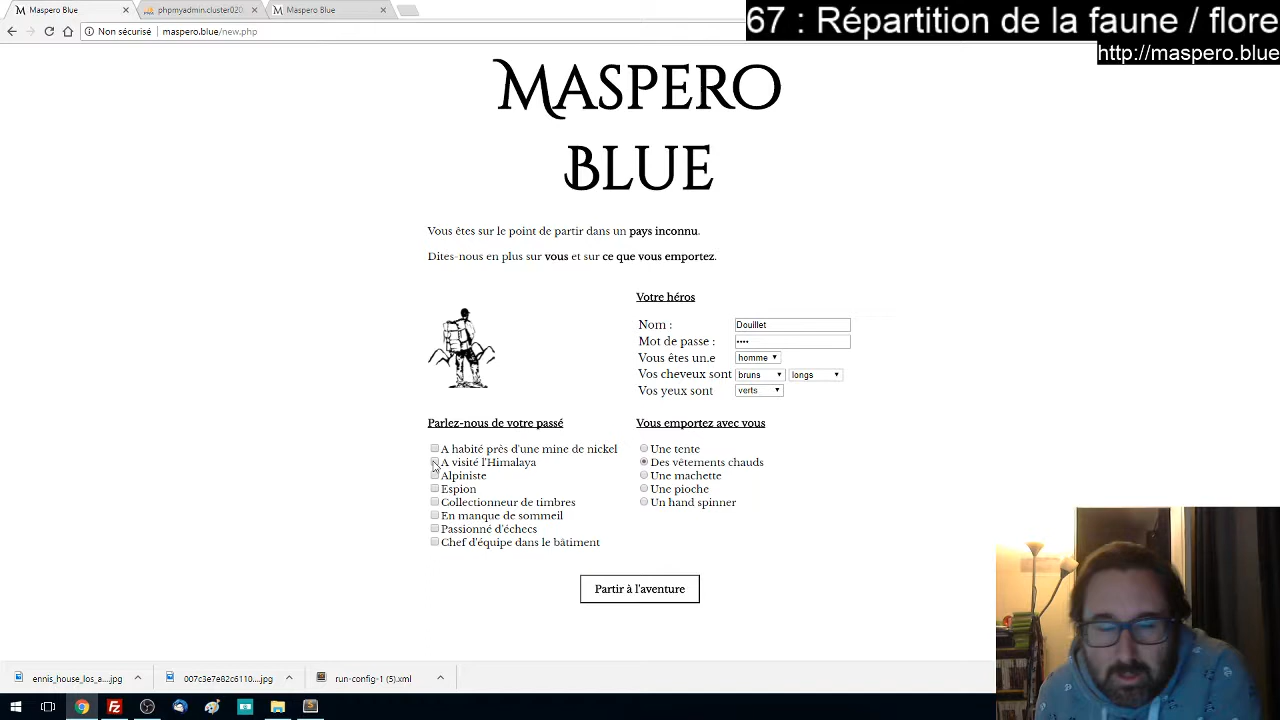 Maspero Blue
phpmyadmin.cluster020
Maspero Blue
67 : Répartition de la faune / flore
Non sécurisé
maspero.blue/new.php
http://maspero.blue
MASPERO
BLUE
Vous êtes sur le point de partir dans un pays inconnu.
Dites-nous en plus sur vous et sur ce que vous emportez.
Votre héros
Nom : Douillet
Mot de passe : ••••
Vous êtes un.e homme
Vos cheveux sont bruns longs
Vos yeux sont verts
Parlez-nous de votre passé
A habité près d'une mine de nickel
A visité l'Himalaya
Alpiniste
Espion
Collectionneur de timbres
En manque de sommeil
Passionné d'échecs
Chef d'équipe dans le bâtiment
Vous emportez avec vous
Une tente
Des vêtements chauds
Une machette
Une pioche
Un hand spinner
Partir à l'aventure
ennis_house_los_a....jpg
007c3e7e82c6110...jpg
run-config-1 (5).xml